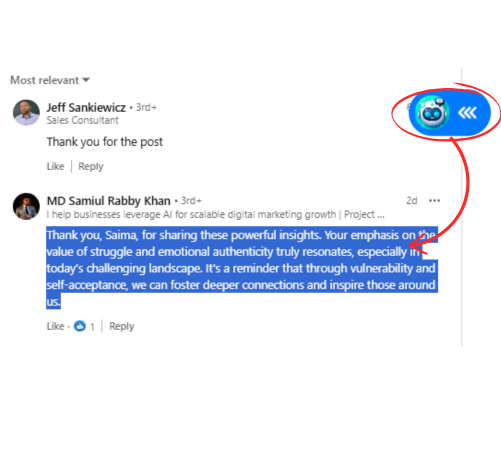 Most relevant
Jeff Sankiewicz • 3rd+
Sales Consultant
Thank you for the post
Like | Reply
MD Samiul Rabby Khan • 3rd+
2d
I help businesses leverage AI for scalable digital marketing growth | Project ...
Thank you, Saima, for sharing these powerful insights. Your emphasis on the
value of struggle and emotional authenticity truly resonates, especially in
today's challenging landscape. It's a reminder that through vulnerability and
self-acceptance, we can foster deeper connections and inspire those around
us.
Like · 1 | Reply